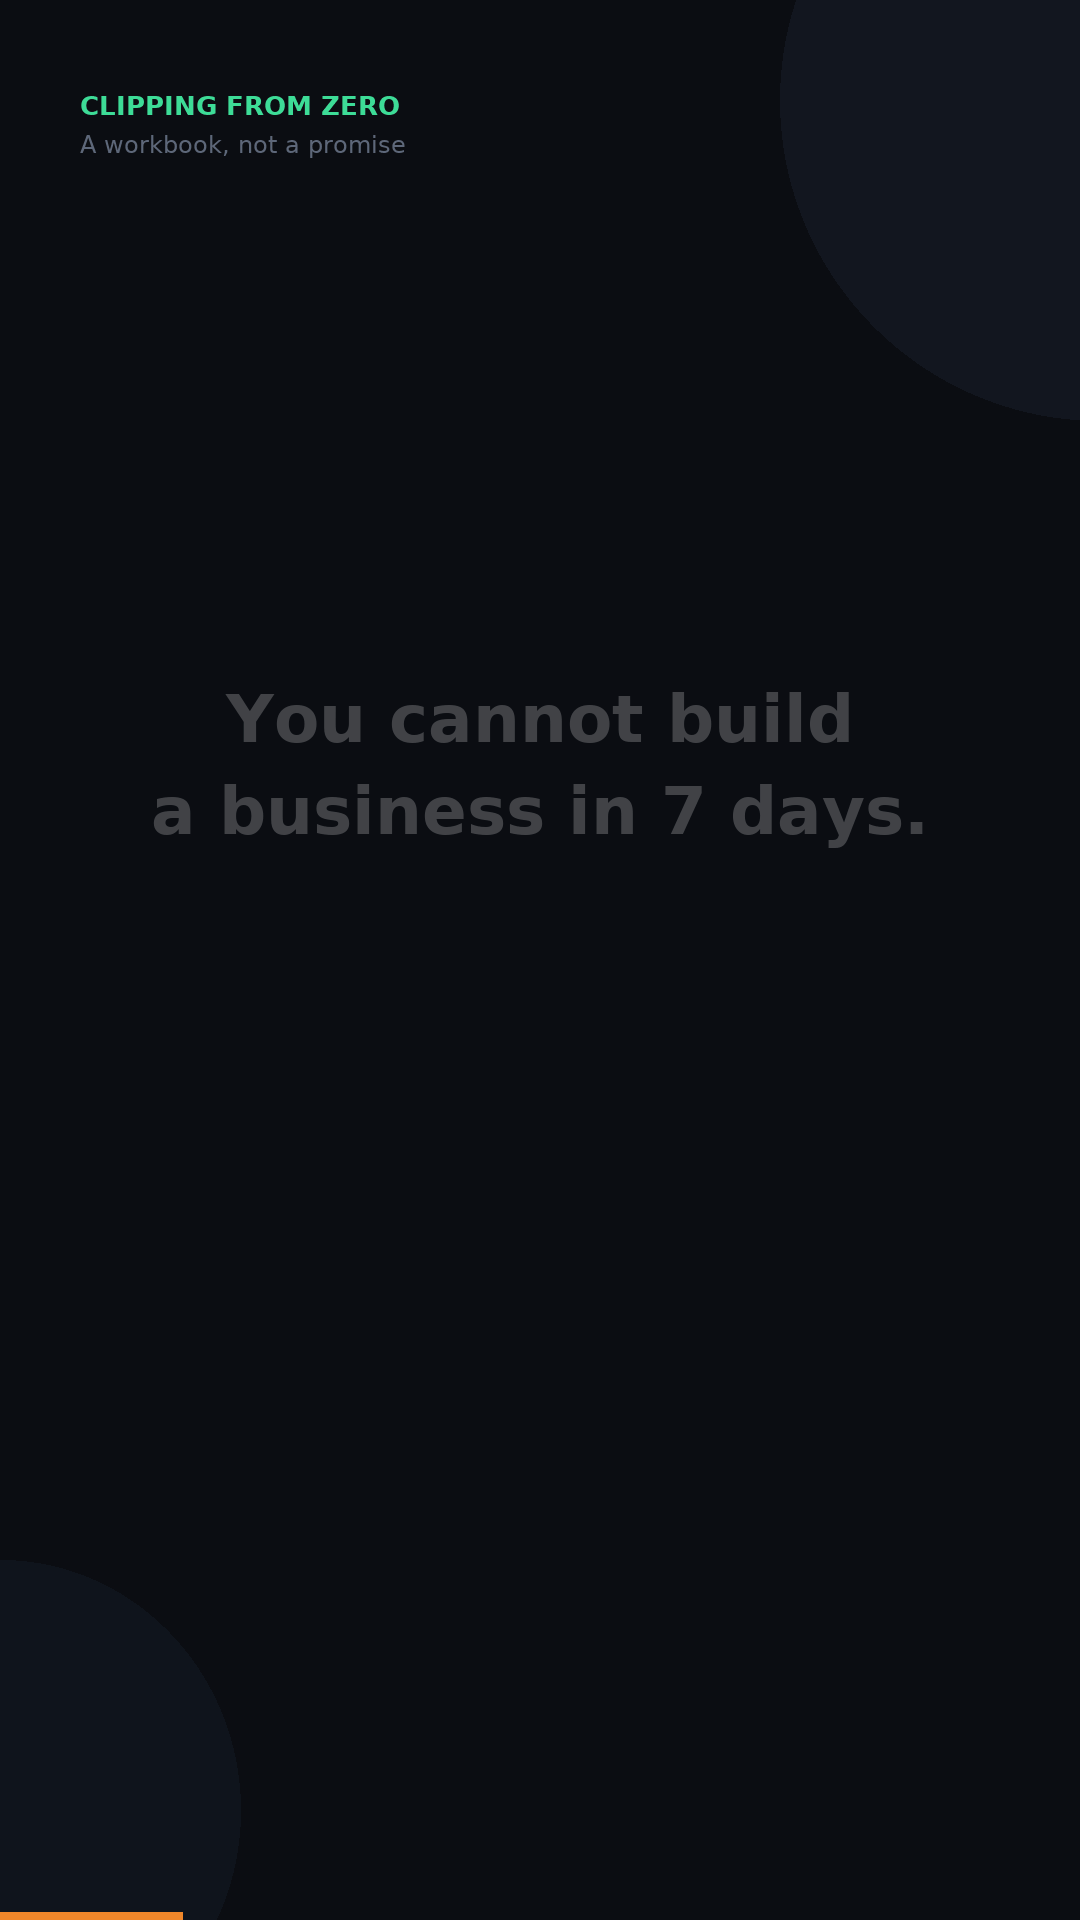 CLIPPING FROM ZERO
A workbook, not a promise
You cannot build
a business in 7 days.